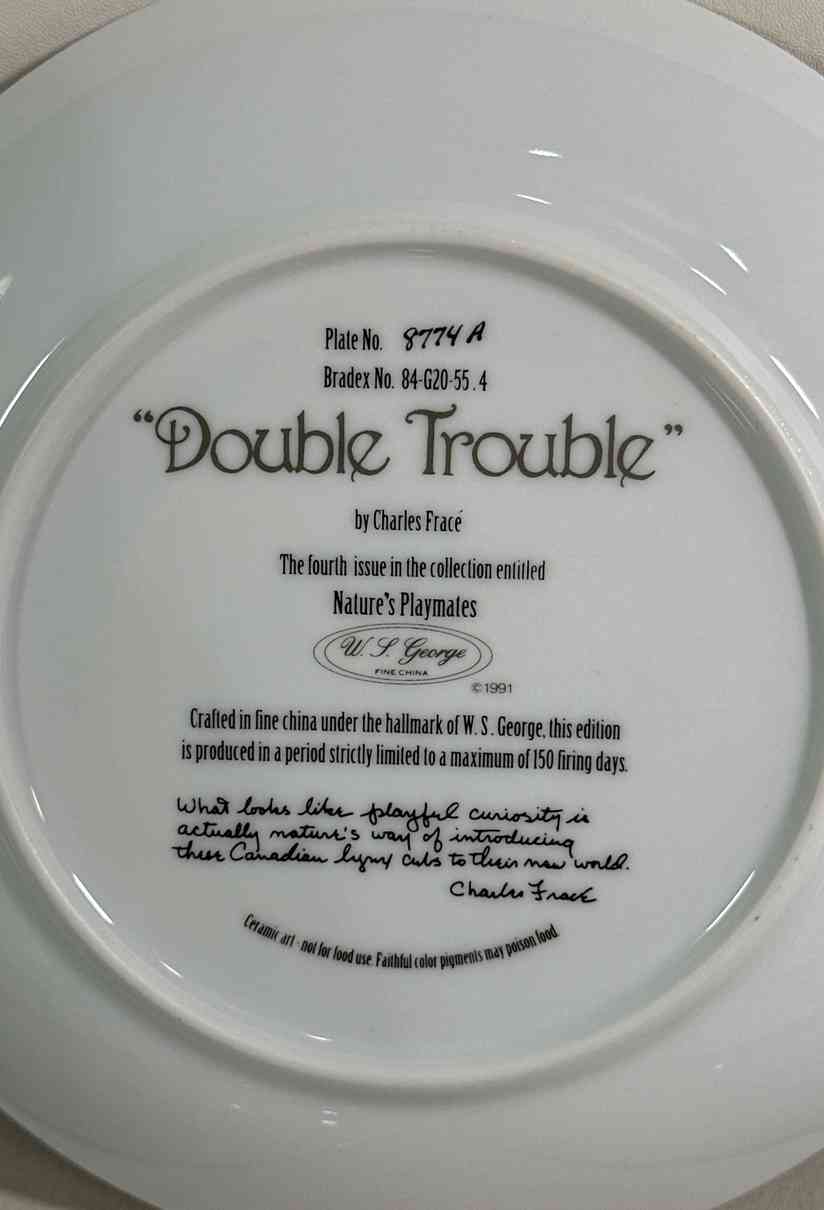 Plate No. 8774 A
Bradex No. 84-G20-55.4
“Double Trouble”
by Charles Fracé
The fourth issue in the collection entitled
Nature's Playmates
W. S. George
FINE CHINA
©1991
Crafted in fine china under the hallmark of W. S. George, this edition
is produced in a period strictly limited to a maximum of 150 firing days.
What looks like playful curiosity is
actually nature's way of introducing
these Canadian lynx cubs to their new world.
Charles Fracé
Ceramic art - not for food use. Faithful color pigments may poison food.